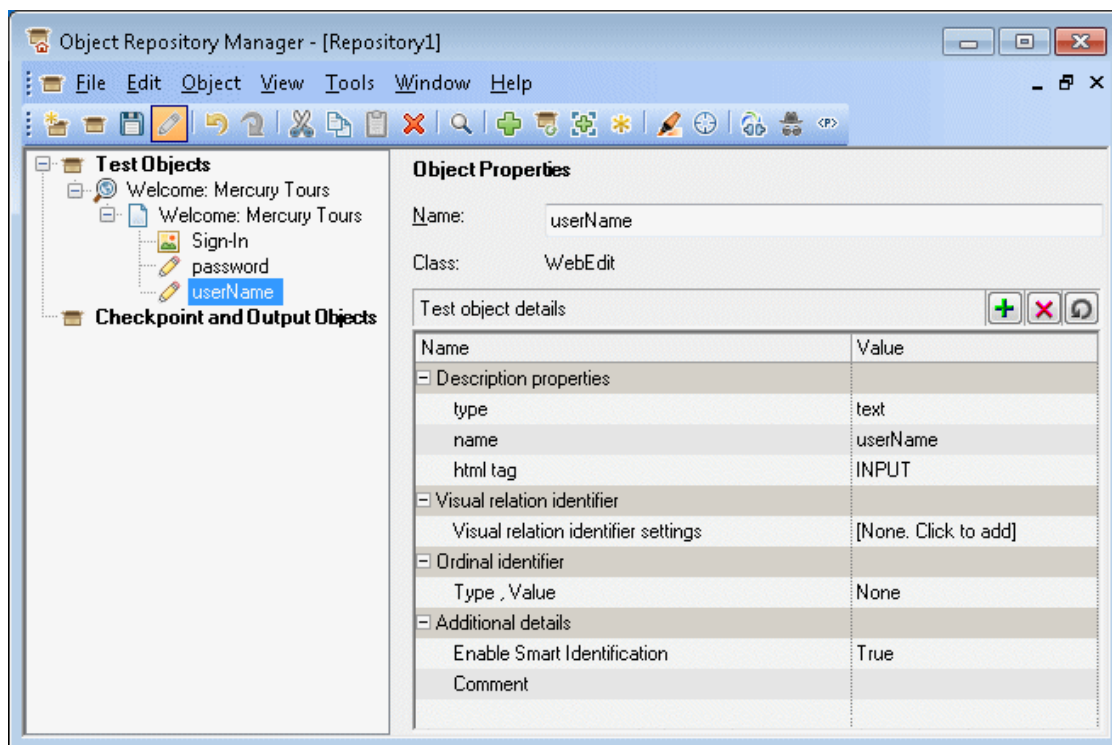 Object Repository Manager - [Repository1]
File Edit Object View Tools Window Help
<P>
Test Objects
Welcome: Mercury Tours
Welcome: Mercury Tours
Sign-In
password
userName
Checkpoint and Output Objects
Object Properties
Name: userName
Class: WebEdit
Test object details
Name Value
Description properties
type text
name userName
html tag INPUT
Visual relation identifier
Visual relation identifier settings [None. Click to add]
Ordinal identifier
Type , Value None
Additional details
Enable Smart Identification True
Comment